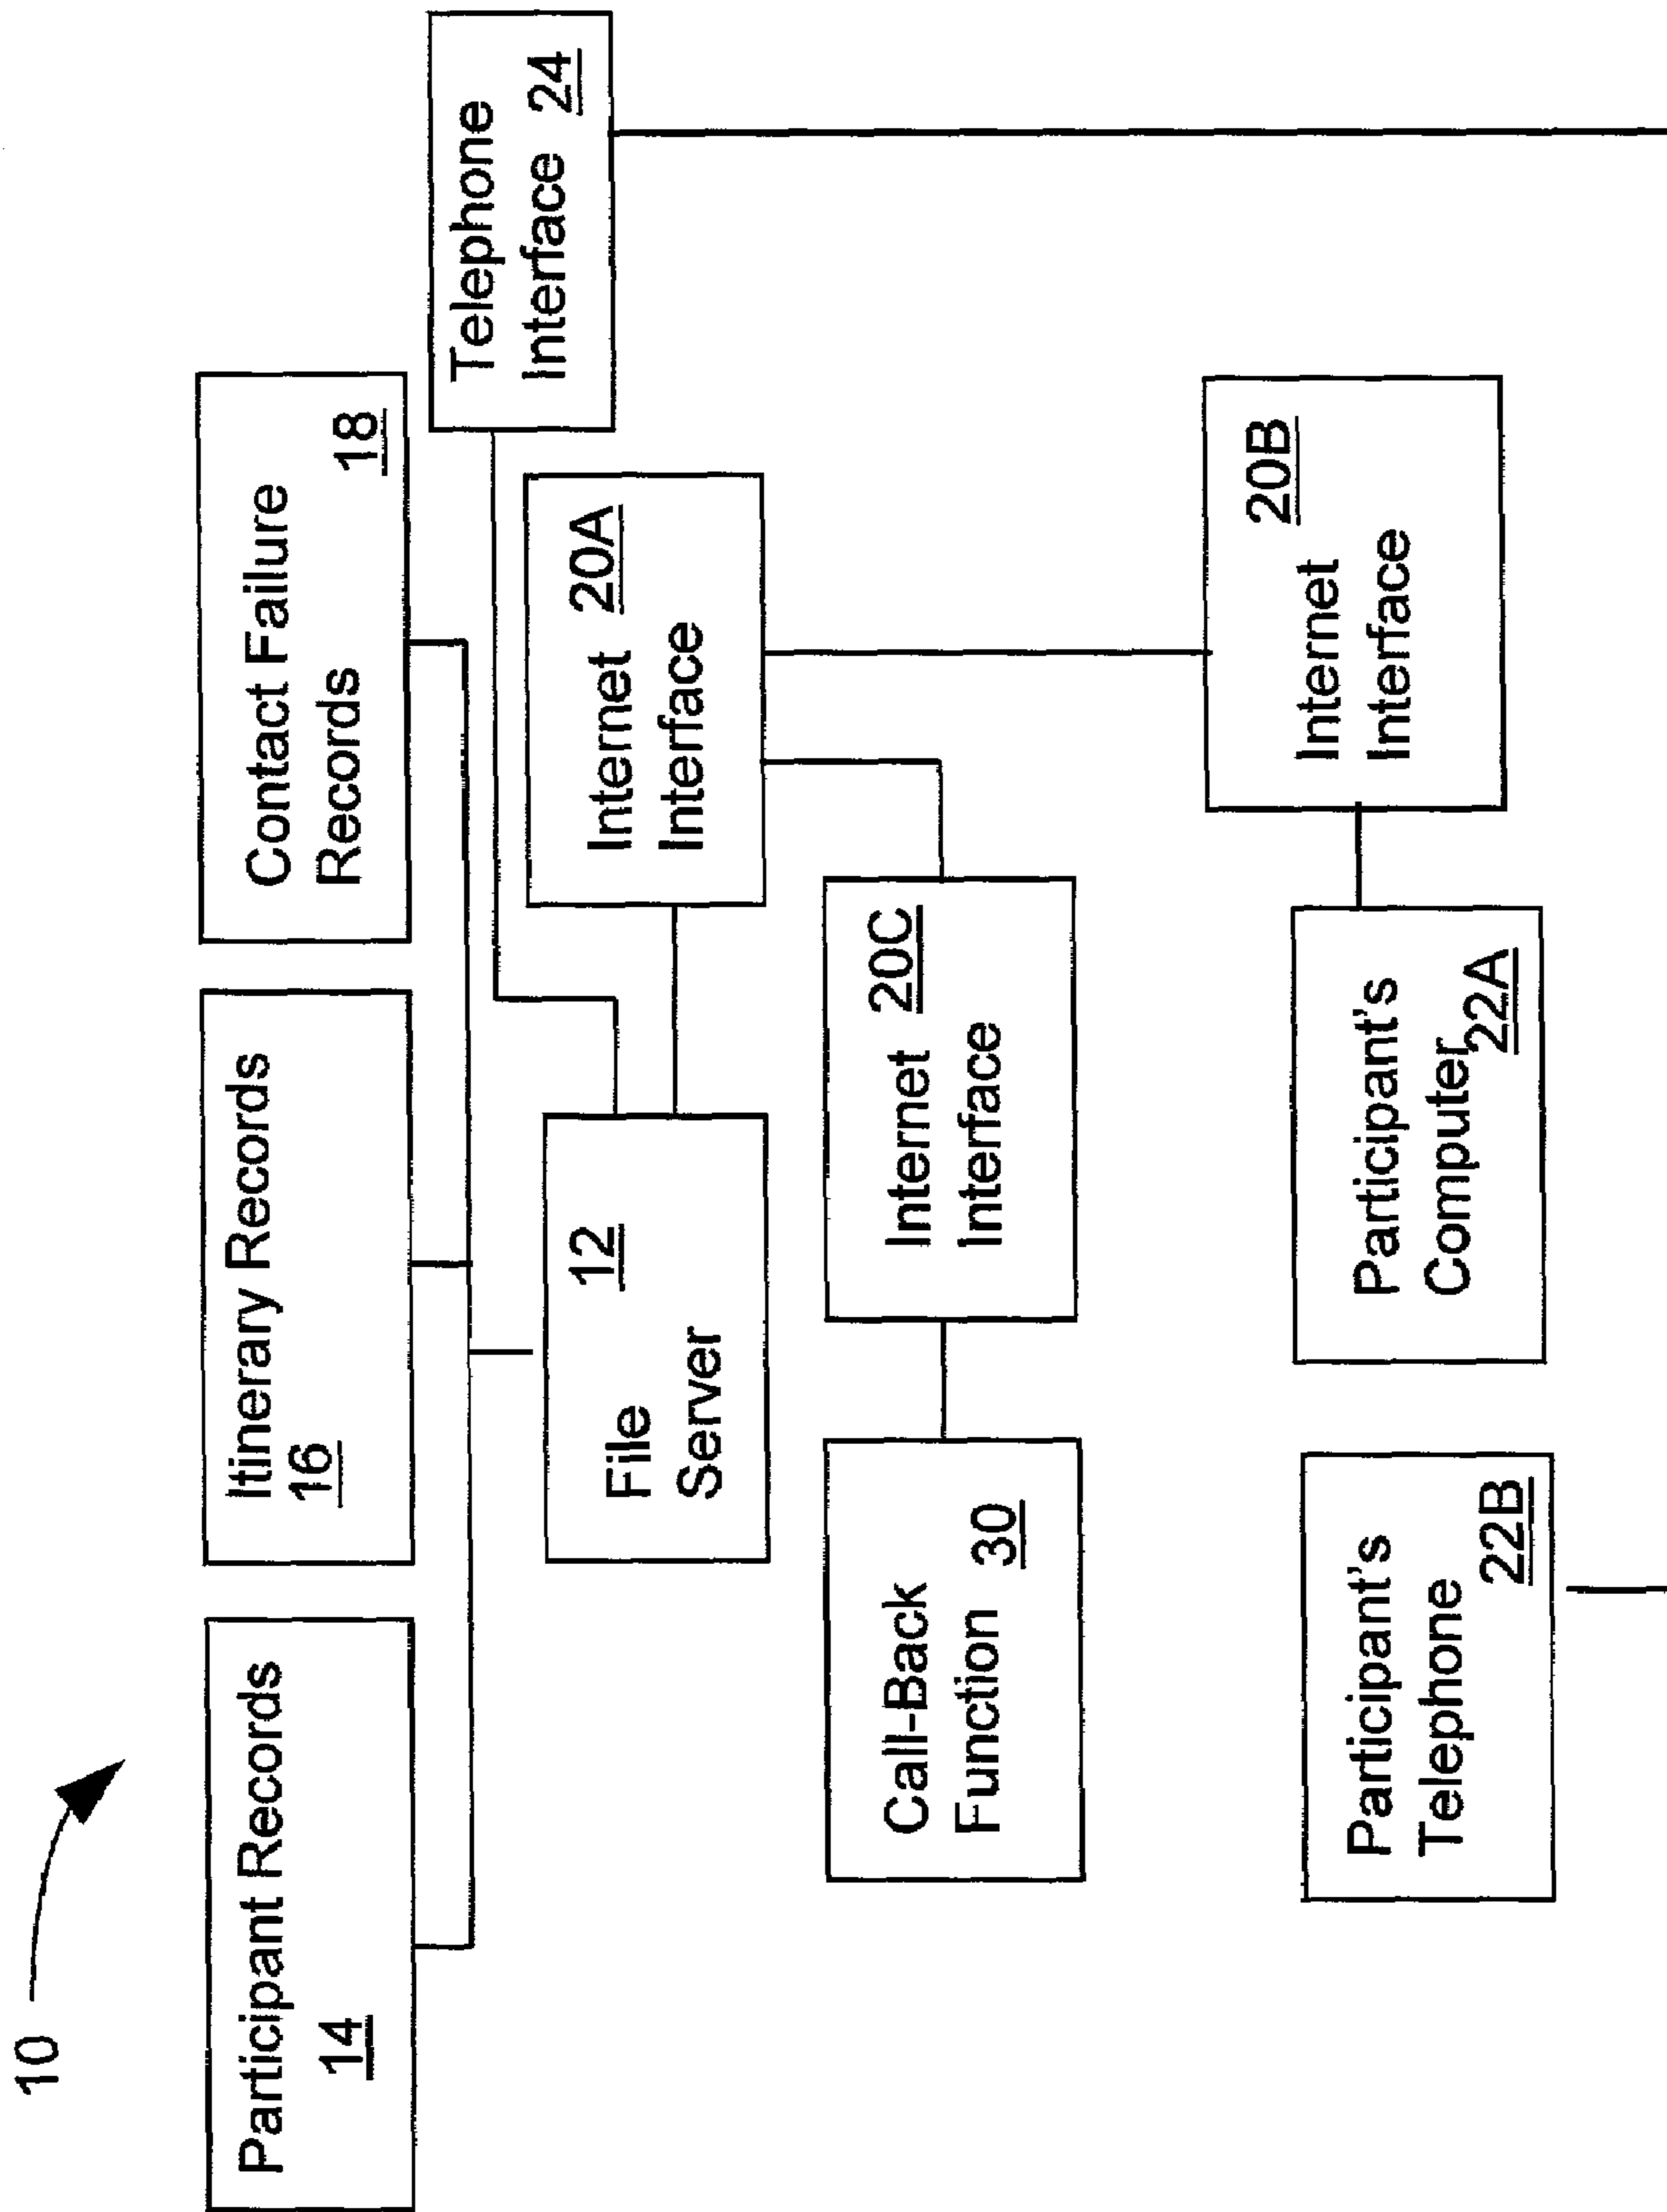 10
Participant Records
14
Itinerary Records
16
Contact Failure
Records
18
Telephone
Interface 24
File
Server
12
Internet 20A
Interface
Call-Back
Function 30
Internet 20C
Interface
Participant's
Telephone
22B
Participant's
Computer
22A
20B
Internet
Interface